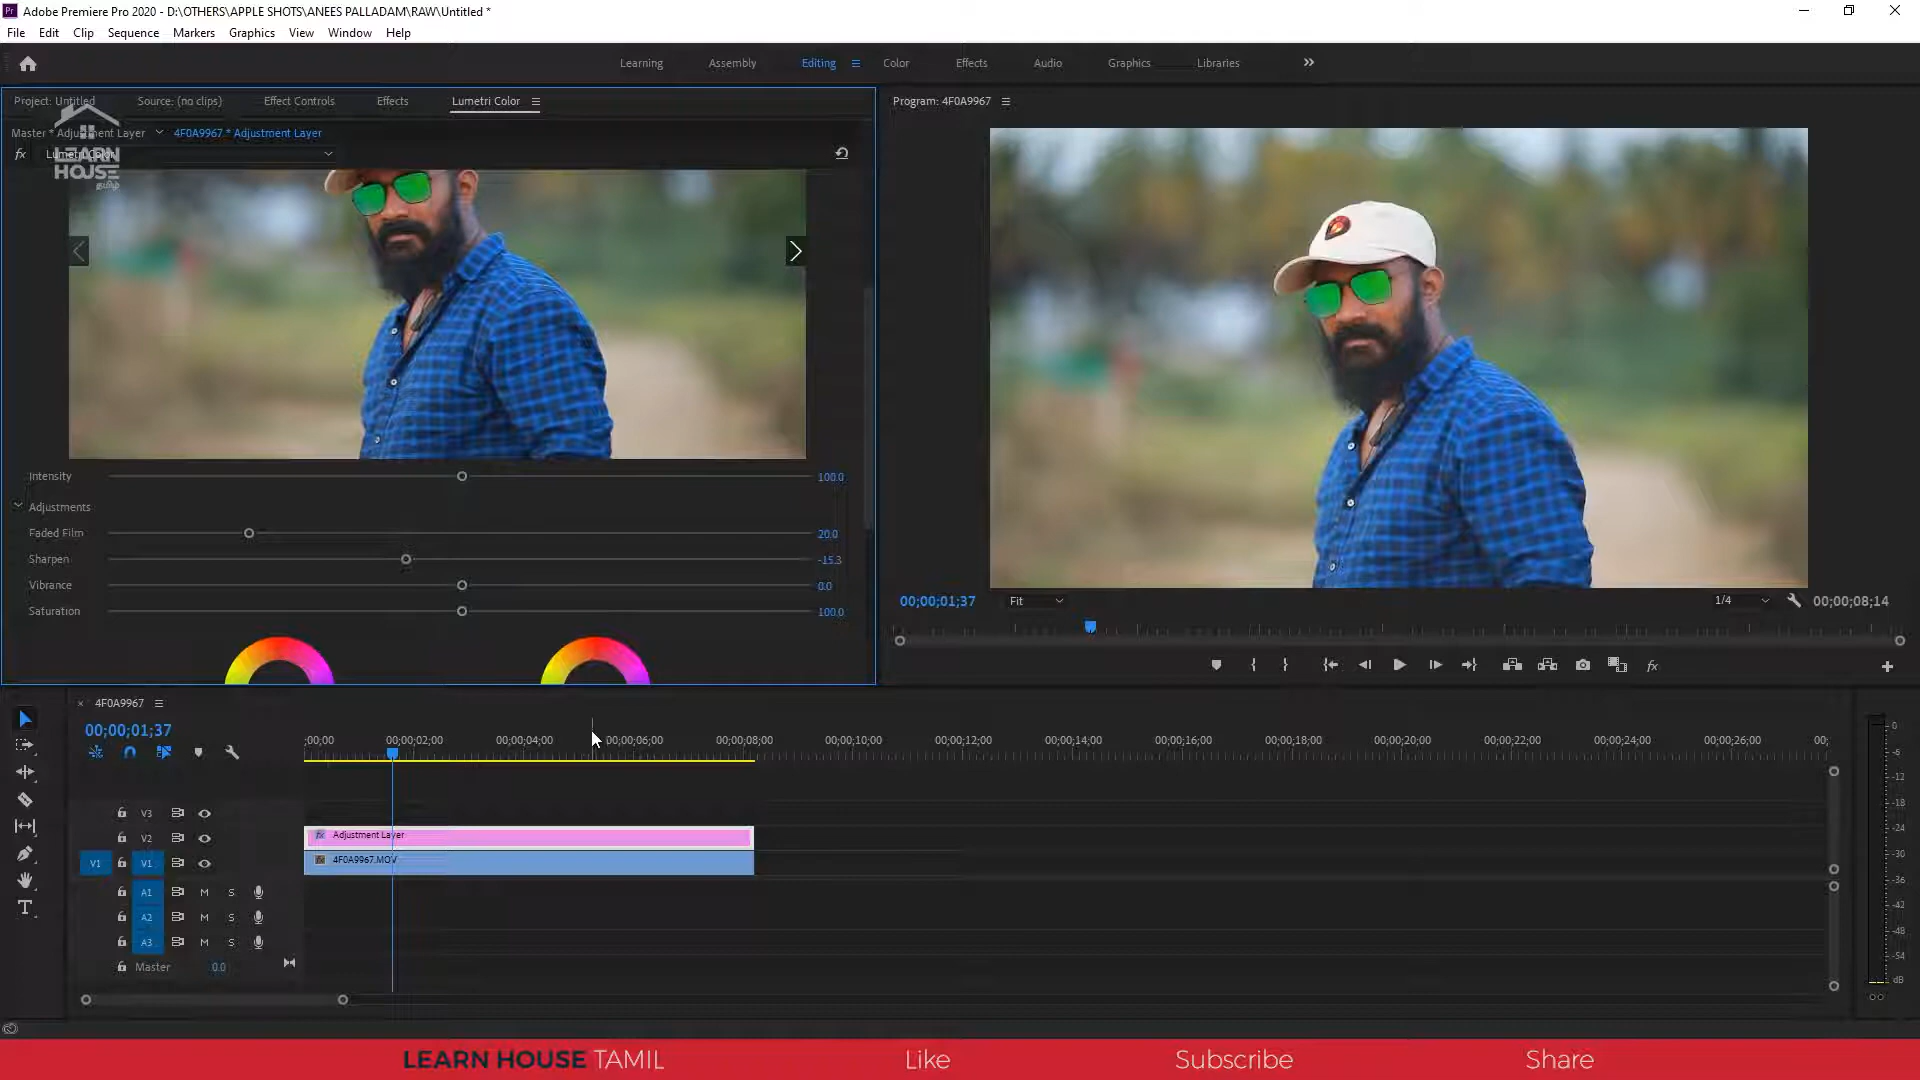 Adobe Premiere Pro 2020 - D:\OTHERS\APPLE SHOTS\ANEES PALLADAM\RAW\Untitled *
File Edit Clip Sequence Markers Graphics View Window Help
Learning Assembly Editing Color Effects Audio Graphics Libraries
Project: Untitled Source: (no clips) Effect Controls Effects Lumetri Color
Program: 4F0A9967
Master * Adjustment Layer 4F0A9967 * Adjustment Layer
fx Lumetri Color
LEARN
HOUSE
தமிழ்
Intensity 100.0
Adjustments
Faded Film 20.0
Sharpen -15.3
Vibrance 0.0
Saturation 100.0
00;00;01;37 Fit 1/4 00;00;08;14
4F0A9967
00;00;01;37
;00;00 00;00;02;00 00;00;04;00 00;00;06;00 00;00;08;00 00;00;10;00 00;00;12;00 00;00;14;00 00;00;16;00 00;00;18;00 00;00;20;00 00;00;22;00 00;00;24;00 00;00;26;00 00;
V3
V2 Adjustment Layer
V1 V1 4F0A9967.MOV
A1 M S
A2 M S
A3 M S
Master 0.0
0
-6
-12
-18
-24
-30
-36
-42
-48
-54
dB
LEARN HOUSE TAMIL Like Subscribe Share